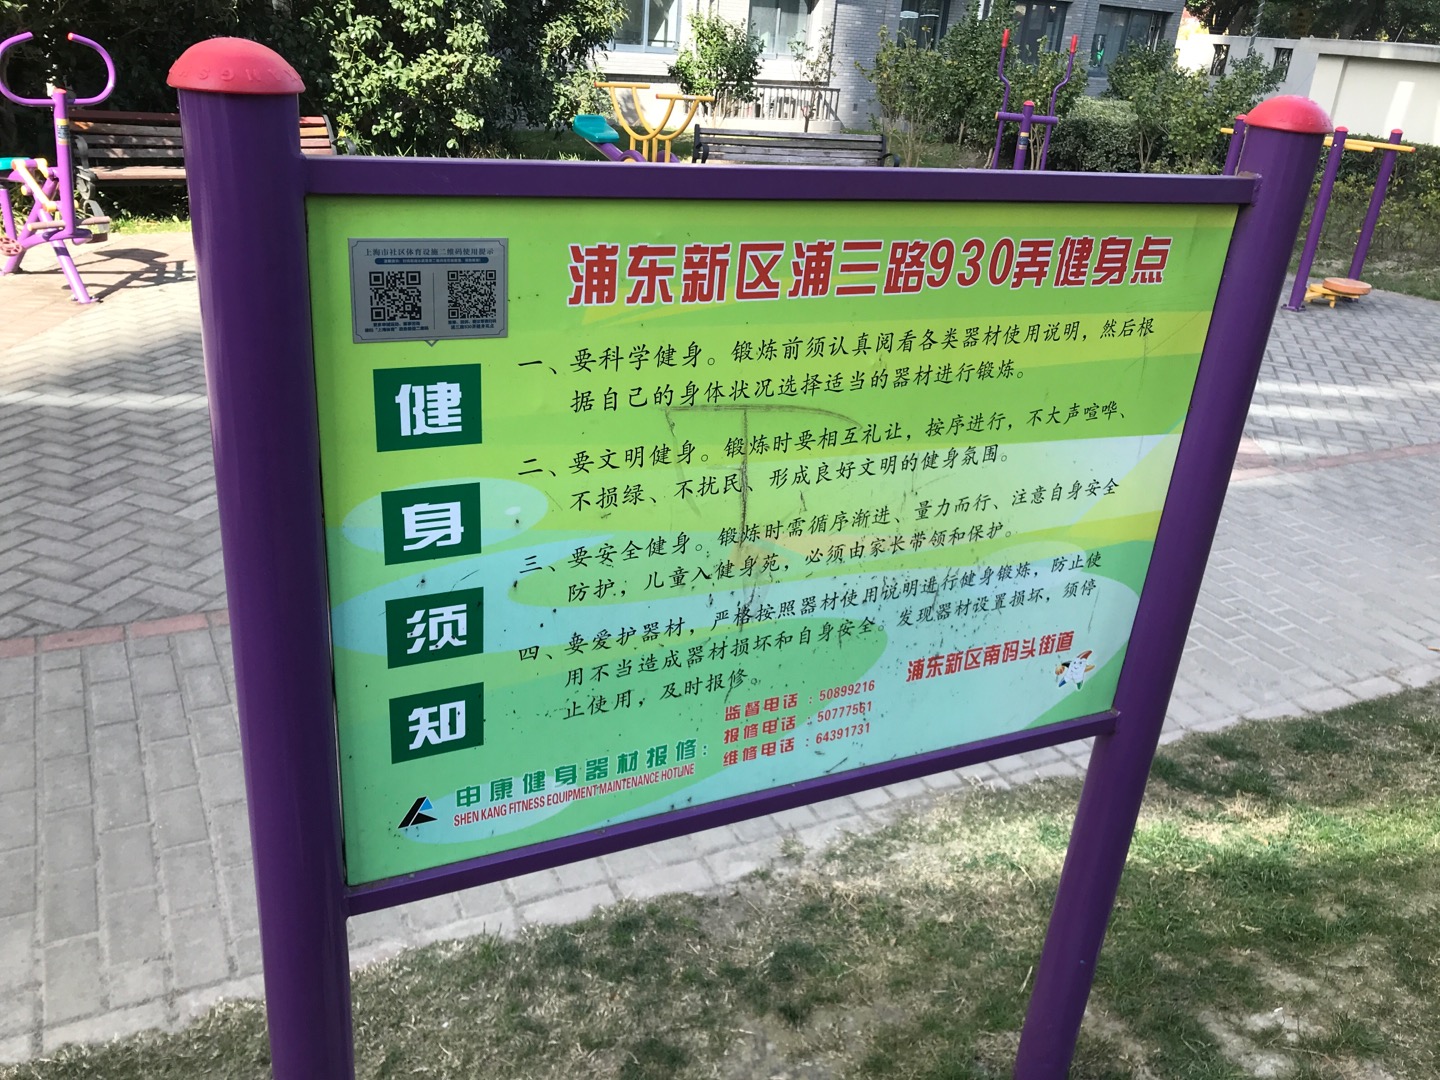 上海市社区体育设施二维码使用提示
浦东新区浦三路930弄健身点
健
身
须
知
一、要科学健身。锻炼前须认真阅看各类器材使用说明，然后根
据自己的身体状况选择适当的器材进行锻炼。
二、要文明健身。锻炼时要相互礼让，按序进行，不大声喧哗、
不损绿、不扰民、形成良好文明的健身氛围。
三、要安全健身。锻炼时需循序渐进、量力而行、注意自身安全
防护，儿童入健身苑，必须由家长带领和保护。
四、要爱护器材，严格按照器材使用说明进行健身锻炼，防止使
用不当造成器材损坏和自身安全。发现器材设置损坏，须停
止使用，及时报修。
浦东新区南码头街道
申康健身器材报修：
SHEN KANG FITNESS EQUIPMENT MAINTENANCE HOTLINE
监督电话：50899216
报修电话：50777561
维修电话：64391731